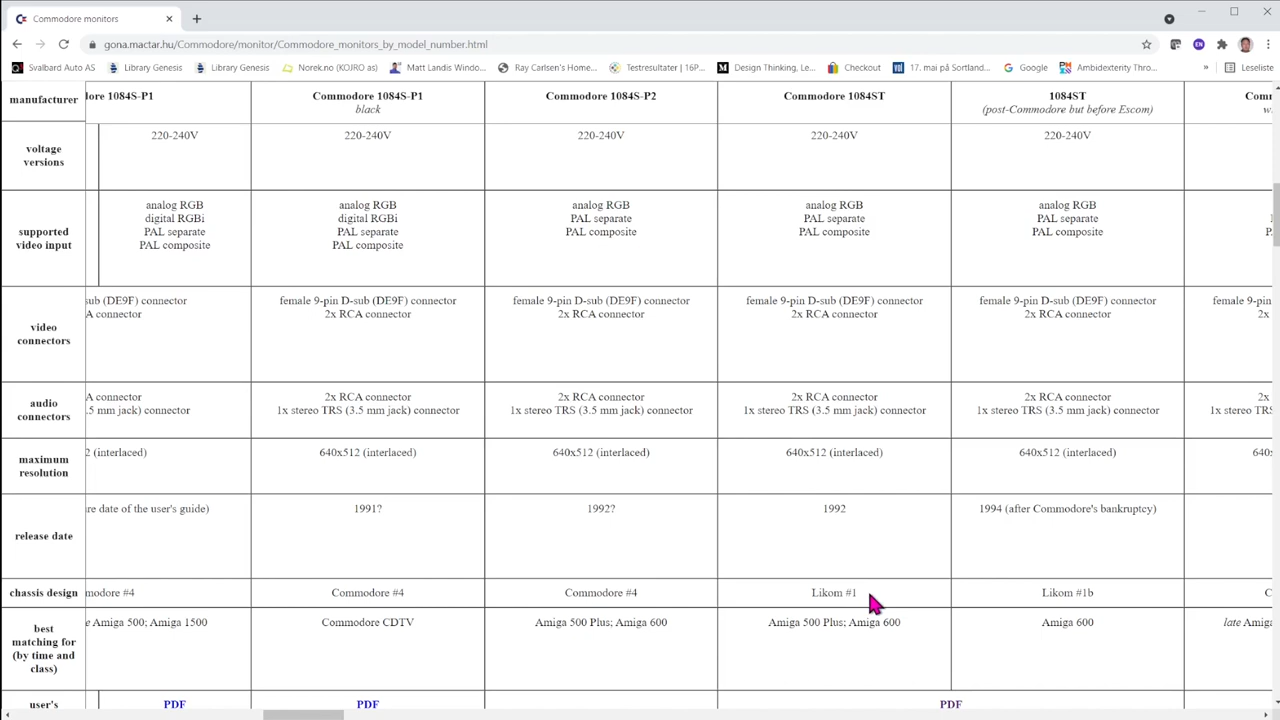 Commodore monitors
gona.mactar.hu/Commodore/monitor/Commodore_monitors_by_model_number.html
EN
Svalbard Auto AS Library Genesis Library Genesis Norek.no (KOJRO as) Matt Landis Windo... Ray Carlsen's Home... Testresultater | 16P... Design Thinking, Le... Checkout 17. mai på Sortland... Google Ambidexterity Thro... » Leseliste
manufacturer
lore 1084S-P1
Commodore 1084S-P1
black
Commodore 1084S-P2
Commodore 1084ST
1084ST
(post-Commodore but before Escom)
Comm
w
voltage
versions
220-240V
220-240V
220-240V
220-240V
220-240V
supported
video input
analog RGB
digital RGBi
PAL separate
PAL composite
analog RGB
digital RGBi
PAL separate
PAL composite
analog RGB
PAL separate
PAL composite
analog RGB
PAL separate
PAL composite
analog RGB
PAL separate
PAL composite
video
connectors
sub (DE9F) connector
A connector
female 9-pin D-sub (DE9F) connector
2x RCA connector
female 9-pin D-sub (DE9F) connector
2x RCA connector
female 9-pin D-sub (DE9F) connector
2x RCA connector
female 9-pin D-sub (DE9F) connector
2x RCA connector
female 9-pin
2x
audio
connectors
A connector
.5 mm jack) connector
2x RCA connector
1x stereo TRS (3.5 mm jack) connector
2x RCA connector
1x stereo TRS (3.5 mm jack) connector
2x RCA connector
1x stereo TRS (3.5 mm jack) connector
2x RCA connector
1x stereo TRS (3.5 mm jack) connector
2x
1x stereo TRS
maximum
resolution
2 (interlaced)
640x512 (interlaced)
640x512 (interlaced)
640x512 (interlaced)
640x512 (interlaced)
640x
release date
re date of the user's guide)
1991?
1992?
1992
1994 (after Commodore's bankruptcy)
chassis design
modore #4
Commodore #4
Commodore #4
Likom #1
Likom #1b
C
best
matching for
(by time and
class)
e Amiga 500; Amiga 1500
Commodore CDTV
Amiga 500 Plus; Amiga 600
Amiga 500 Plus; Amiga 600
Amiga 600
late Amiga
user's
PDF
PDF
PDF